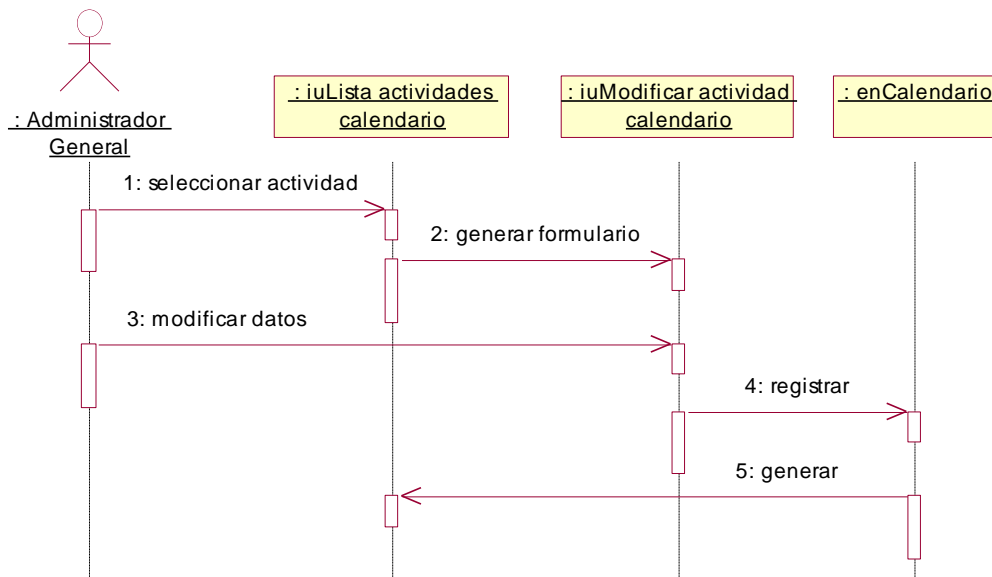 : Administrador
General
: iuLista actividades
calendario
: iuModificar actividad
calendario
: enCalendario
1: seleccionar actividad
2: generar formulario
3: modificar datos
4: registrar
5: generar